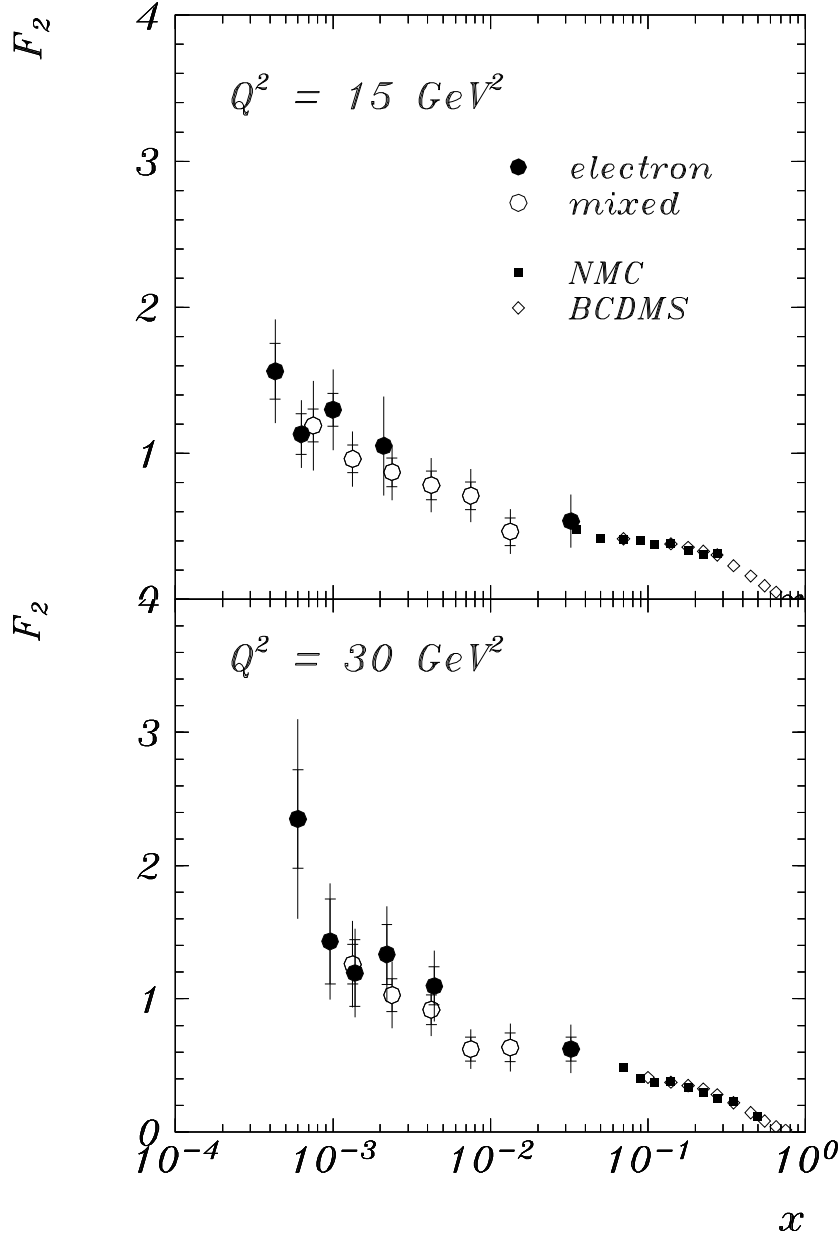 4
F₂
Q² = 15 GeV²
3
electron
mixed
NMC
2
BCDMS
1
0
4
F₂
Q² = 30 GeV²
3
2
1
0
10⁻⁴ 10⁻³ 10⁻² 10⁻¹ 10⁰
x